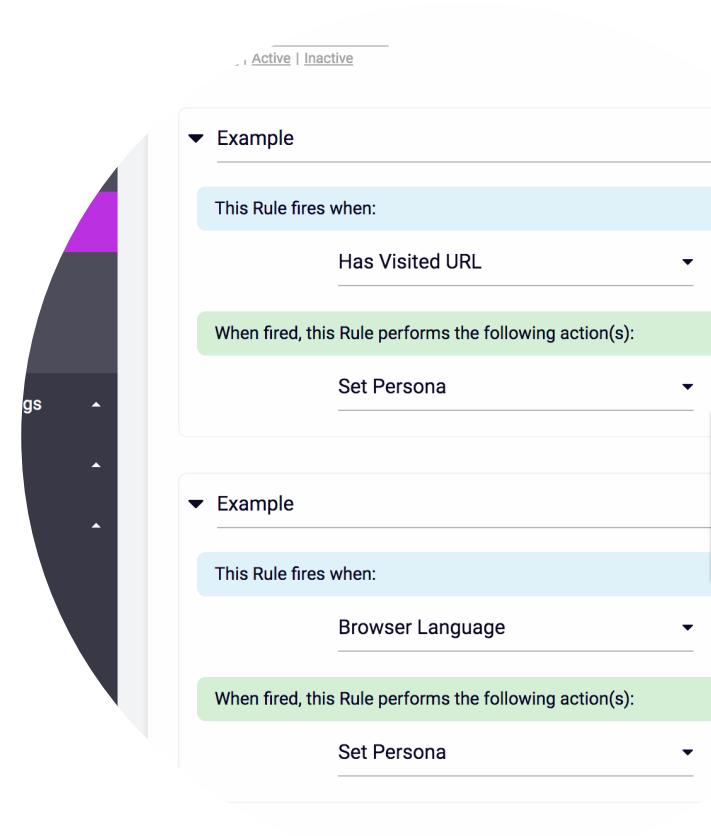 | Active | Inactive
Example
This Rule fires when:
Has Visited URL
When fired, this Rule performs the following action(s):
Set Persona
gs
Example
This Rule fires when:
Browser Language
When fired, this Rule performs the following action(s):
Set Persona